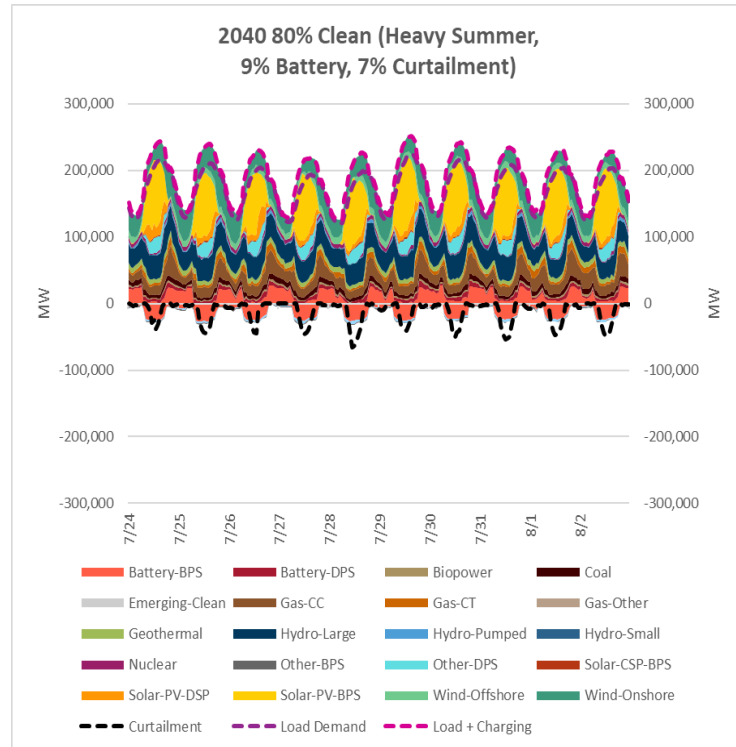 2040 80% Clean (Heavy Summer,
9% Battery, 7% Curtailment)
300,000 300,000
200,000 200,000
100,000 100,000
0 0
-100,000 -100,000
-200,000 -200,000
-300,000 -300,000
MW MW
7/24 7/25 7/26 7/27 7/28 7/29 7/30 7/31 8/1 8/2
Battery-BPS Battery-DPS Biopower Coal
Emerging-Clean Gas-CC Gas-CT Gas-Other
Geothermal Hydro-Large Hydro-Pumped Hydro-Small
Nuclear Other-BPS Other-DPS Solar-CSP-BPS
Solar-PV-DSP Solar-PV-BPS Wind-Offshore Wind-Onshore
Curtailment Load Demand Load + Charging